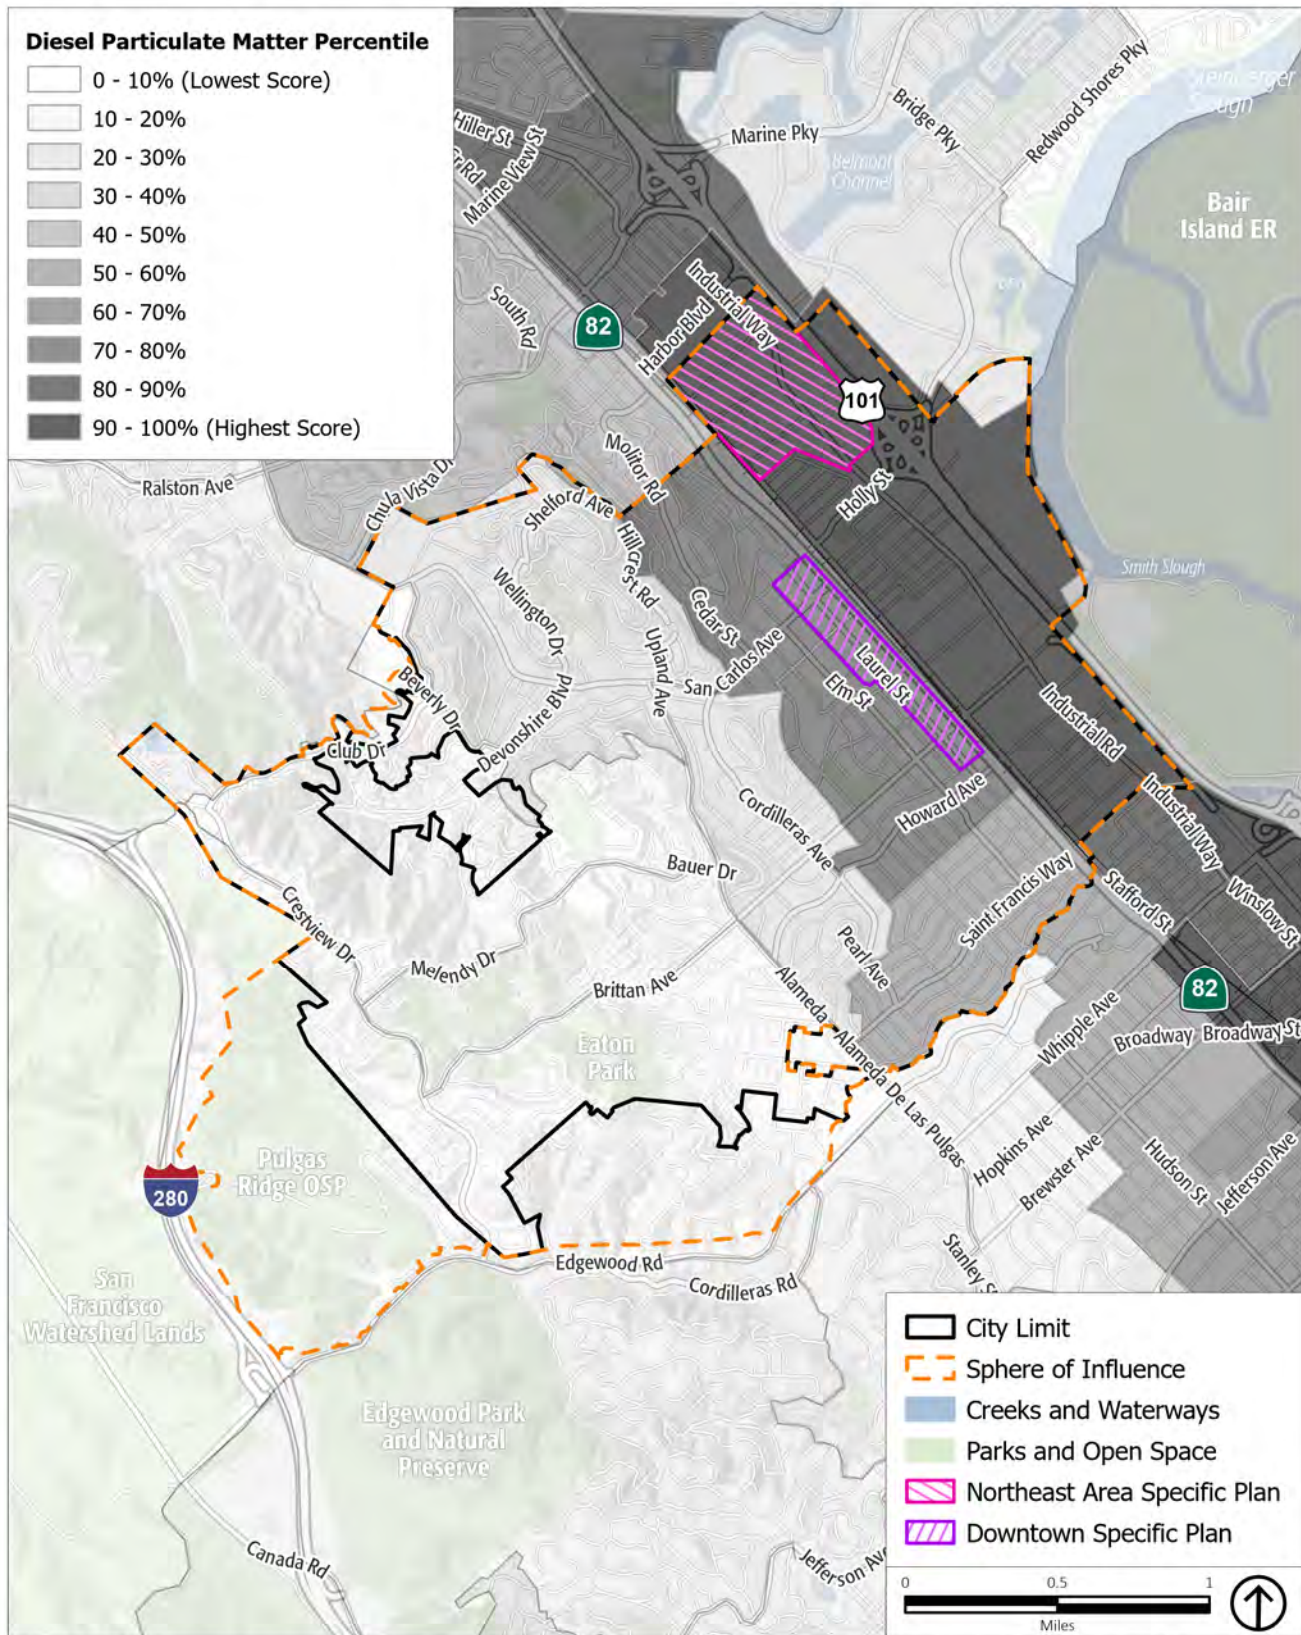 Diesel Particulate Matter Percentile
0 - 10% (Lowest Score)
10 - 20%
20 - 30%
30 - 40%
40 - 50%
50 - 60%
60 - 70%
70 - 80%
80 - 90%
90 - 100% (Highest Score)
Hiller St
Marine View St
Marine Pky
Bridge Pky
Redwood Shores Pky
Belmont
Channel
Bair
Island ER
South Rd
82
Harbor Blvd
Industrial Way
101
Ralston Ave
Chula Vista Dr
Molitor Rd
Shelford Ave
Holly St
Smith Slough
Hillcrest Rd
Wellington Dr
Cedar St
Upland Ave
San Carlos Ave
Laurel St
Elm St
Beverly Dr
Devonshire Blvd
Club Dr
Industrial Rd
Industrial Way
Howard Ave
Cordilleras Ave
Bauer Dr
Saint Francis Way
Stafford St
Winslow St
Crestview Dr
Melendy Dr
Pearl Ave
Brittan Ave
82
Alameda
Whipple Ave
Broadway
Broadway St
Eaton
Park
Alameda De Las Pulgas
Hopkins Ave
Brewster Ave
Hudson St
Jefferson Ave
Pulgas
Ridge OSP
280
Edgewood Rd
Cordilleras Rd
Stanley St
San
Francisco
Watershed Lands
Edgewood Park
and Natural
Preserve
Canada Rd
Jefferson Ave
City Limit
Sphere of Influence
Creeks and Waterways
Parks and Open Space
Northeast Area Specific Plan
Downtown Specific Plan
0 0.5 1
Miles